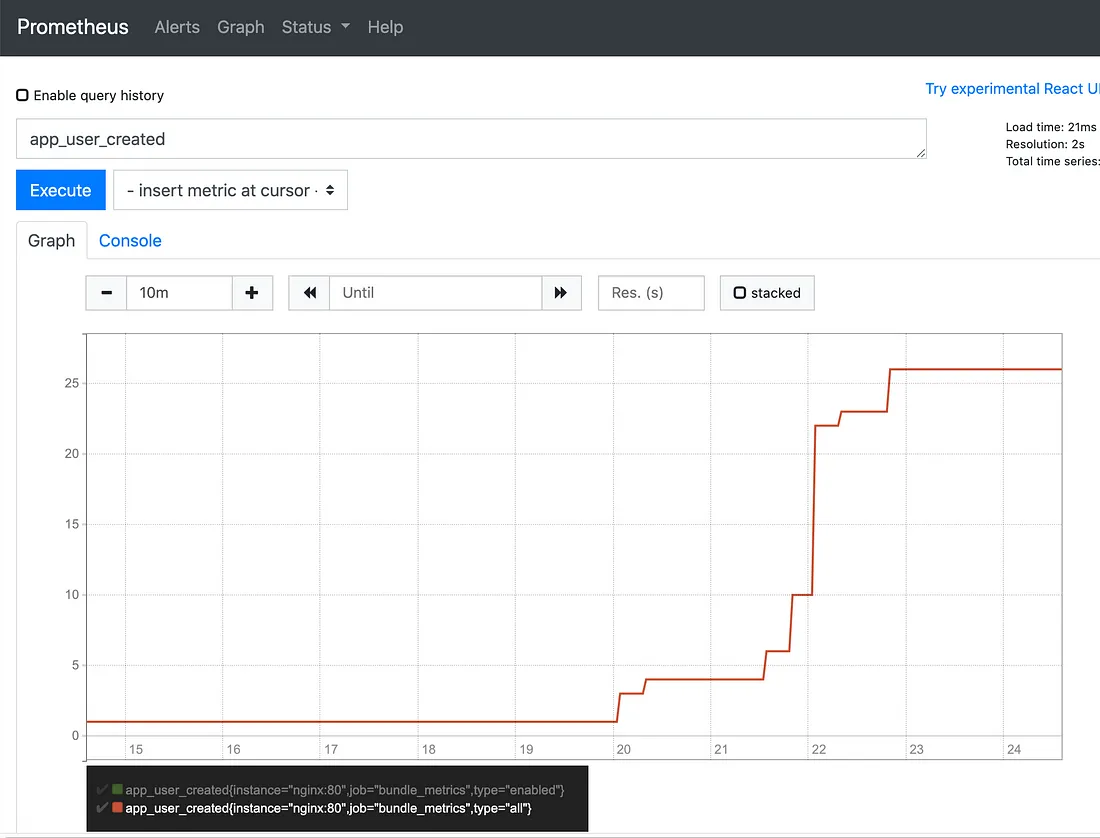 Prometheus Alerts Graph Status Help
Enable query history
Try experimental React UI
app_user_created
Load time: 21ms
Resolution: 2s
Total time series:
Execute - insert metric at cursor -
Graph Console
- 10m + Until Res. (s) stacked
25
20
15
10
5
0
15 16 17 18 19 20 21 22 23 24
app_user_created{instance="nginx:80",job="bundle_metrics",type="enabled"}
app_user_created{instance="nginx:80",job="bundle_metrics",type="all"}